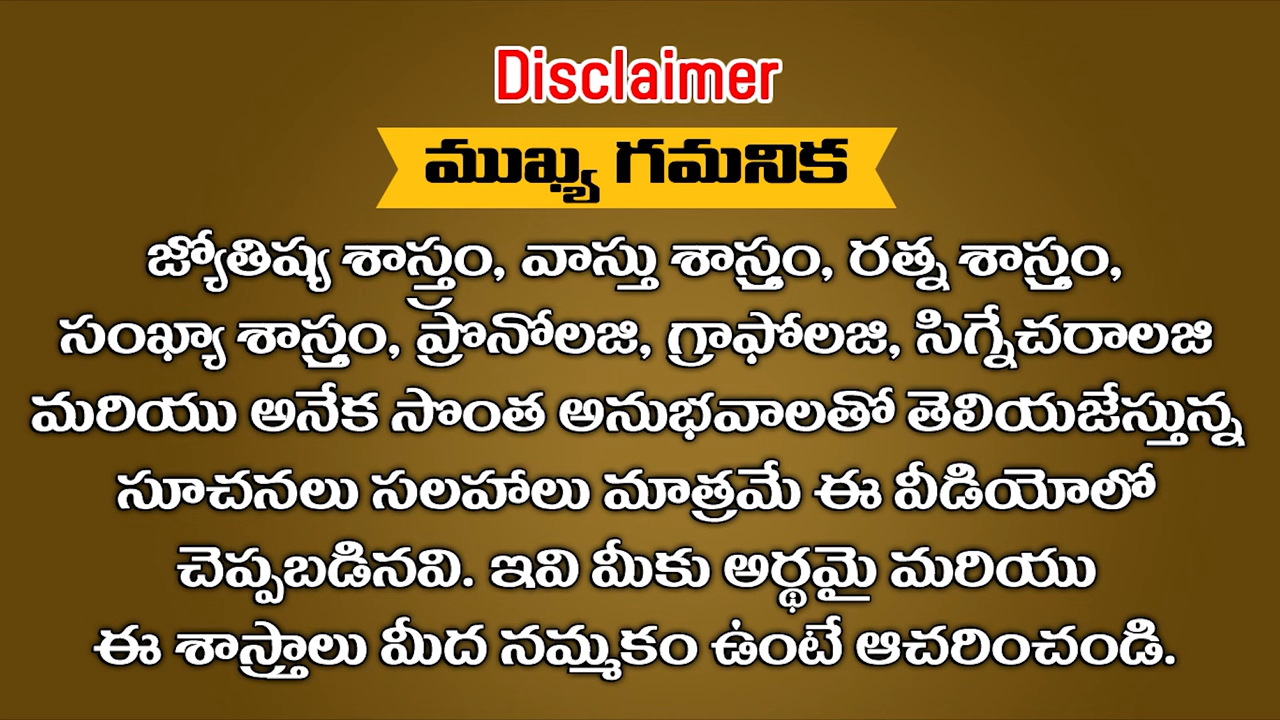 Disclaimer
ముఖ్య గమనిక
జ్యోతిష్య శాస్త్రం, వాస్తు శాస్త్రం, రత్న శాస్త్రం,
సంఖ్యా శాస్త్రం, ప్రొనోలజి, గ్రాఫోలజి, సిగ్నేచరాలజి
మరియు అనేక సొంత అనుభవాలతో తెలియజేస్తున్న
సూచనలు సలహాలు మాత్రమే ఈ వీడియోలో
చెప్పబడినవి. ఇవి మీకు అర్థమై మరియు
ఈ శాస్త్రాలు మీద నమ్మకం ఉంటే ఆచరించండి.